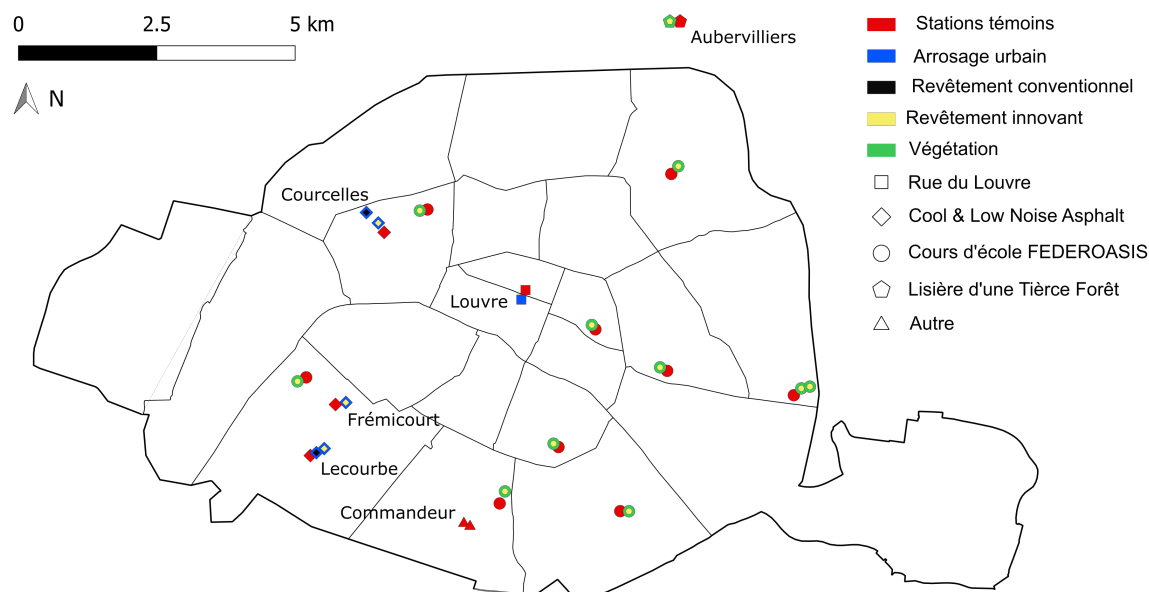 0 2.5 5 km
N
Aubervilliers
Courcelles
Louvre
Frémicourt
Lecourbe
Commandeur
Stations témoins
Arrosage urbain
Revêtement conventionnel
Revêtement innovant
Végétation
Rue du Louvre
Cool & Low Noise Asphalt
Cours d'école FEDEROASIS
Lisière d'une Tièrce Forêt
Autre